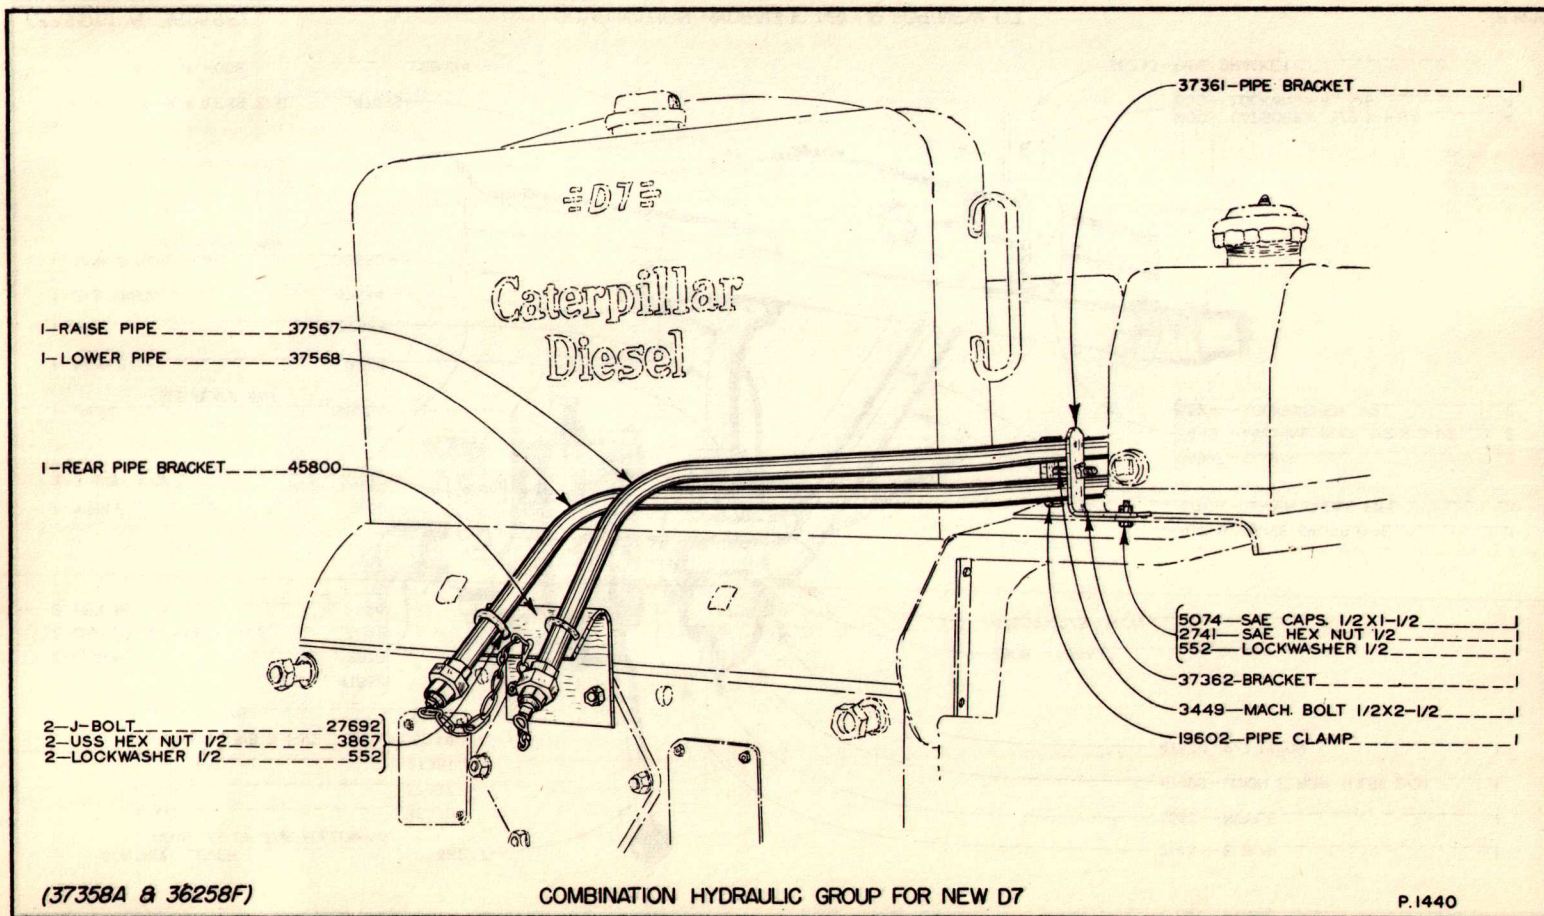 37361-PIPE BRACKET 1
D7
Caterpillar
Diesel
1-RAISE PIPE 37567
1-LOWER PIPE 37568
1-REAR PIPE BRACKET 45800
5074-SAE CAPS. 1/2X1-1/2 1
2741-SAE HEX NUT 1/2 1
552-LOCKWASHER 1/2 1
37362-BRACKET 1
3449-MACH. BOLT 1/2X2-1/2 1
19602-PIPE CLAMP 1
2-J-BOLT 27692
2-USS HEX NUT 1/2 3867
2-LOCKWASHER 1/2 552
(37358A & 36258F)
COMBINATION HYDRAULIC GROUP FOR NEW D7
P.1440